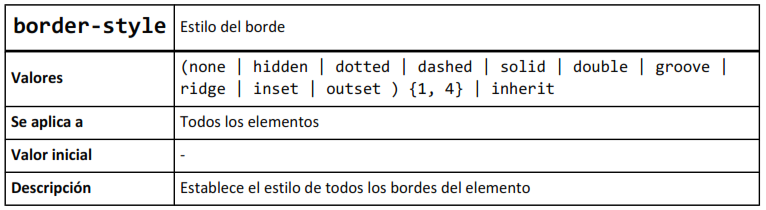 border-style Estilo del borde
Valores (none | hidden | dotted | dashed | solid | double | groove |
ridge | inset | outset ) {1, 4} | inherit
Se aplica a Todos los elementos
Valor inicial -
Descripción Establece el estilo de todos los bordes del elemento